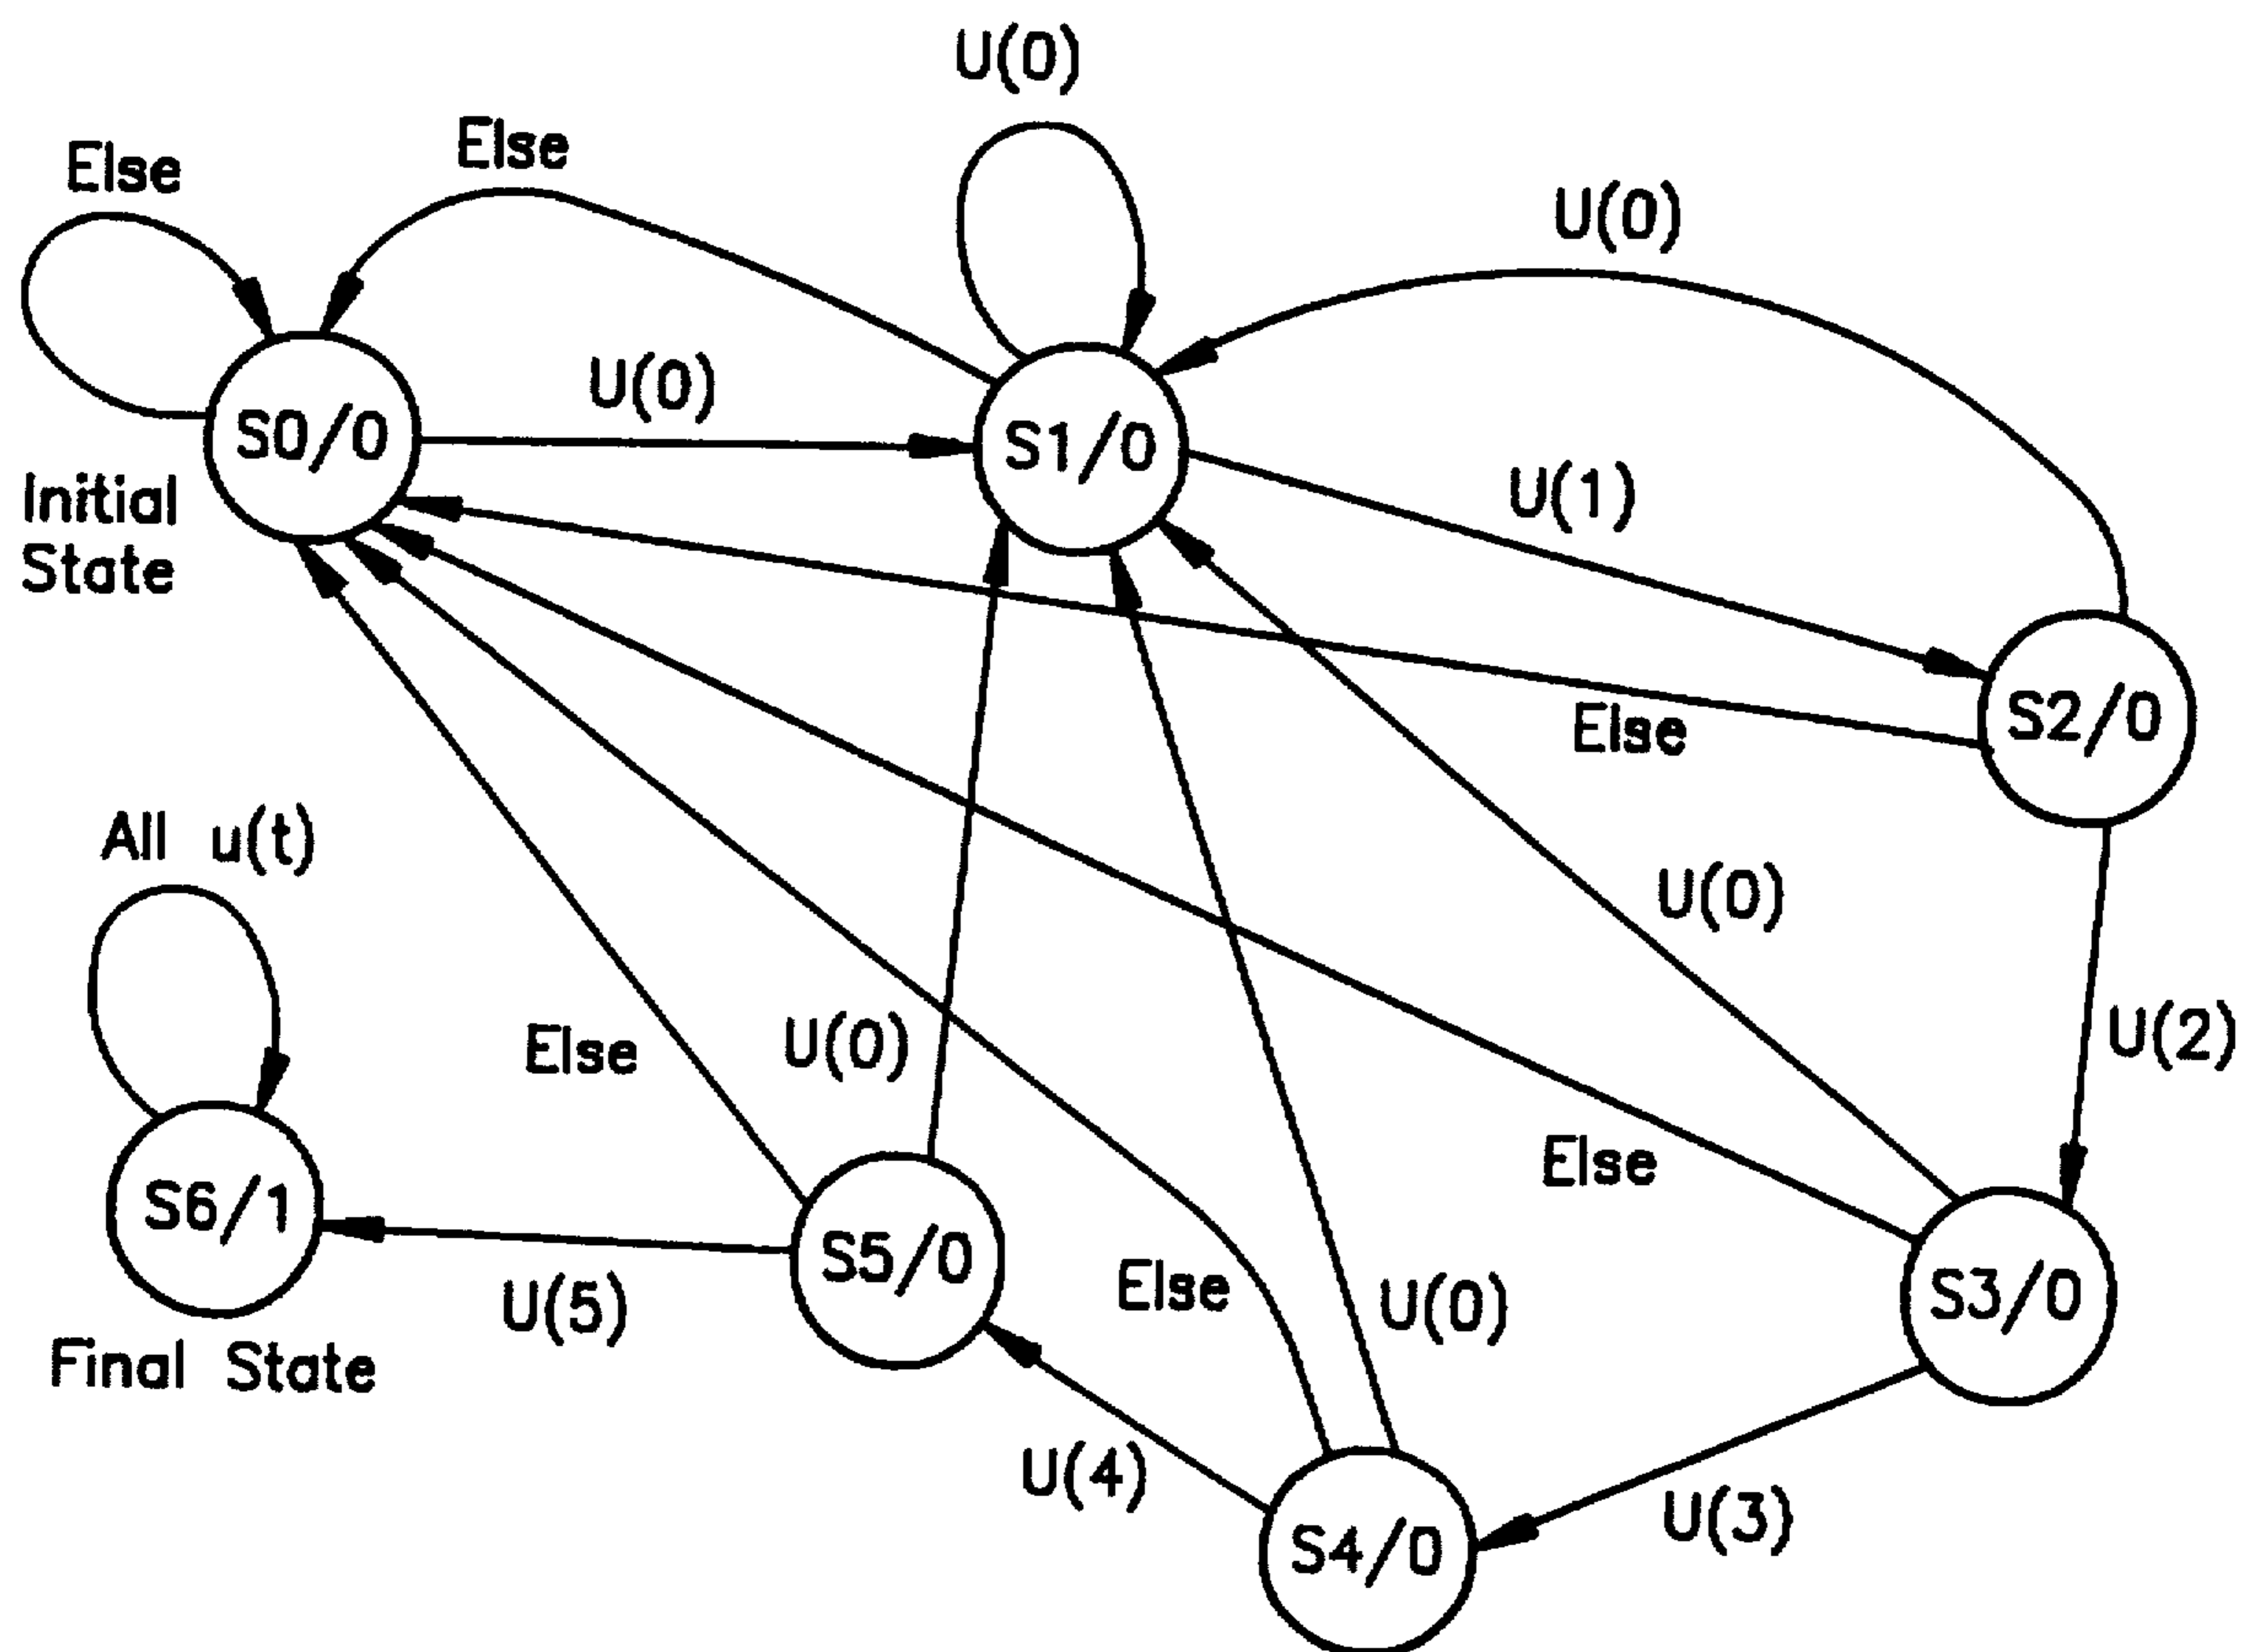 U(0)
Else
Else
U(0)
U(0)
S0/0
S1/0
U(1)
Initial
State
S2/0
Else
All u(t)
U(0)
U(2)
Else
U(0)
Else
S6/1
S5/0
Else
U(0)
S3/0
U(5)
Final State
U(4)
U(3)
S4/0